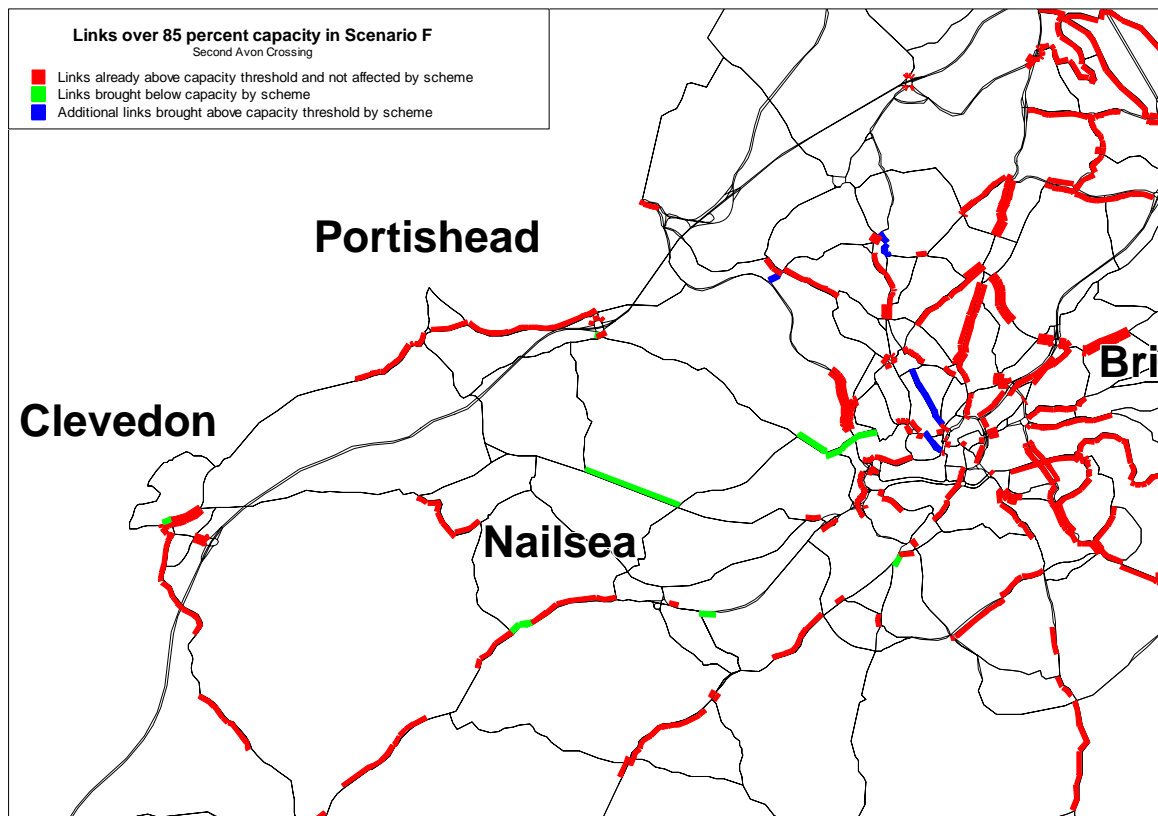 Links over 85 percent capacity in Scenario F
Second Avon Crossing
Links already above capacity threshold and not affected by scheme
Links brought below capacity by scheme
Additional links brought above capacity threshold by scheme
Portishead
Bri
Clevedon
Nailsea